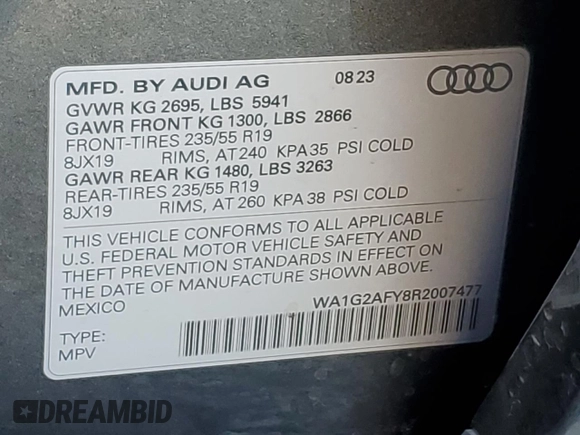 MFD. BY AUDI AG 08 23
GVWR KG 2695, LBS 5941
GAWR FRONT KG 1300, LBS 2866
FRONT-TIRES 235/55 R19
8JX19 RIMS, AT 240 KPA 35 PSI COLD
GAWR REAR KG 1480, LBS 3263
REAR-TIRES 235/55 R19
8JX19 RIMS, AT 260 KPA 38 PSI COLD
THIS VEHICLE CONFORMS TO ALL APPLICABLE
U.S. FEDERAL MOTOR VEHICLE SAFETY AND
THEFT PREVENTION STANDARDS IN EFFECT ON
THE DATE OF MANUFACTURE SHOWN ABOVE.
MEXICO
WA1G2AFY8R2007477
TYPE:
MPV
DREAMBID